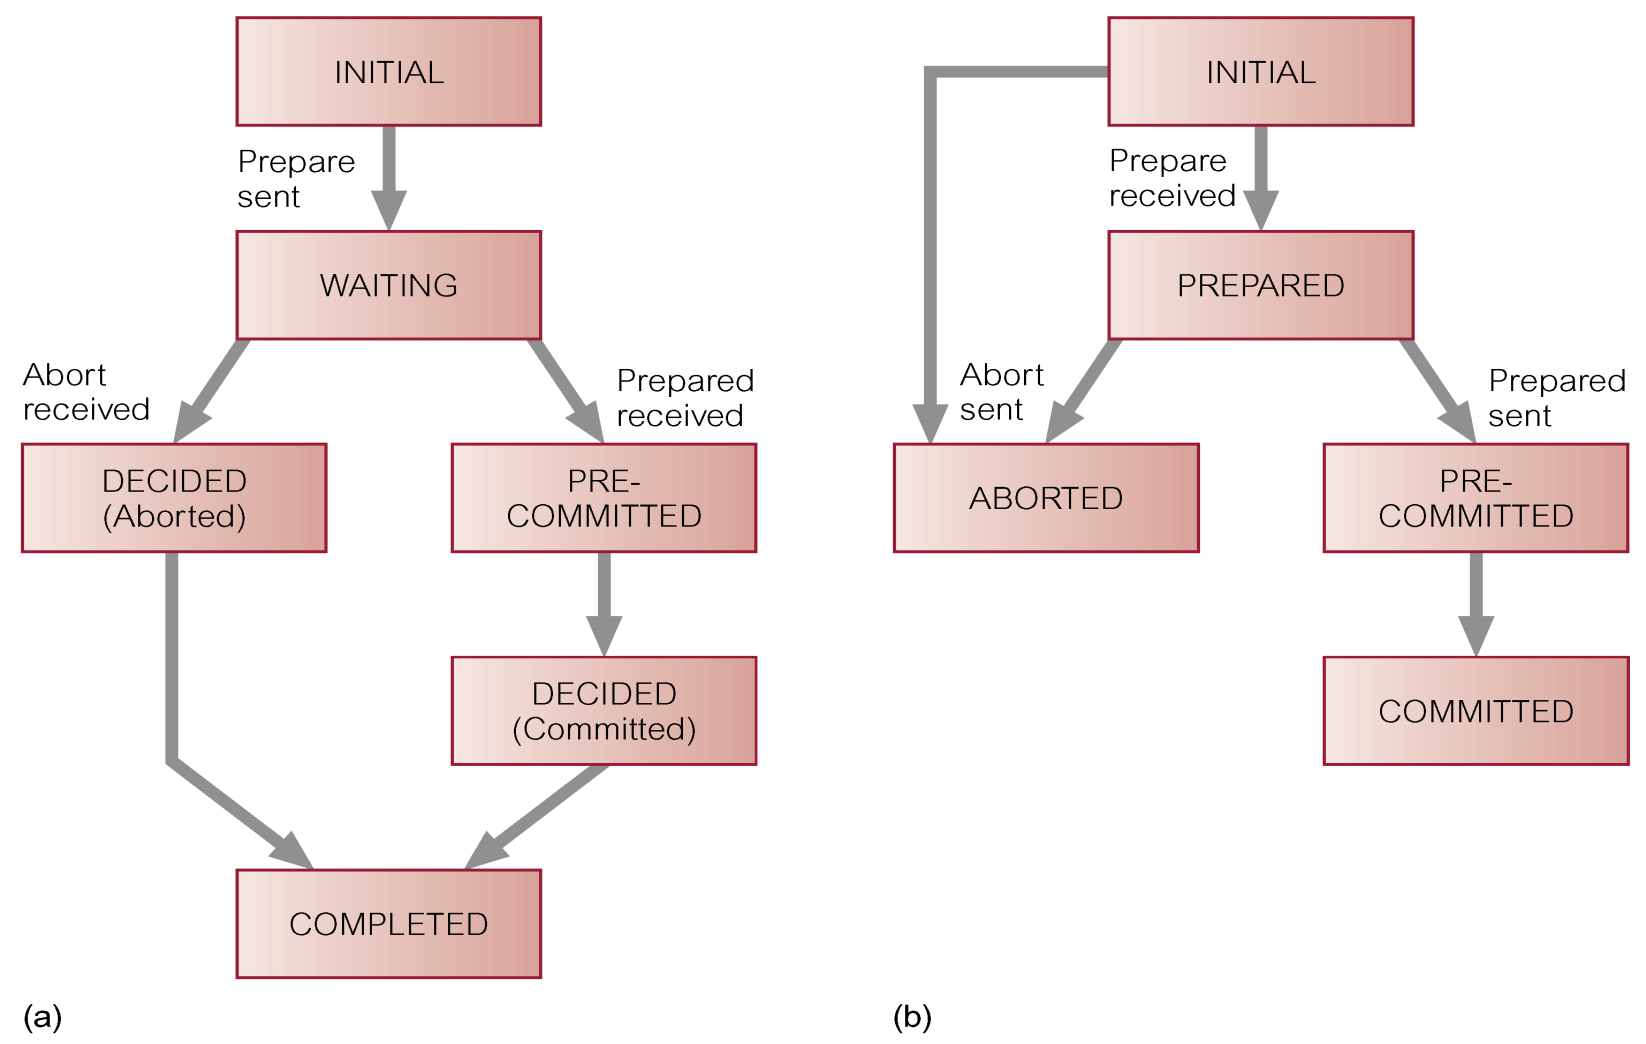 INITIAL
Prepare
sent
WAITING
Abort
received
Prepared
received
DECIDED
(Aborted)
PRE-
COMMITTED
DECIDED
(Committed)
COMPLETED
(a)
INITIAL
Prepare
received
PREPARED
Abort
sent
Prepared
sent
ABORTED
PRE-
COMMITTED
COMMITTED
(b)